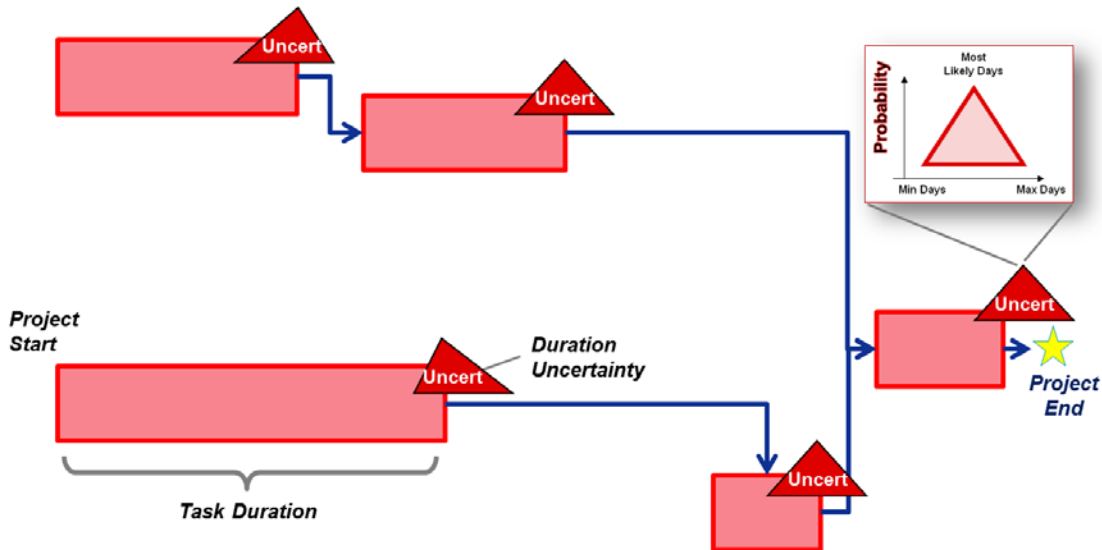 Uncert
Uncert
Most
Likely Days
Probability
Min Days
Max Days
Uncert
Project
Start
Uncert
Duration
Uncertainty
Project
End
Uncert
Task Duration